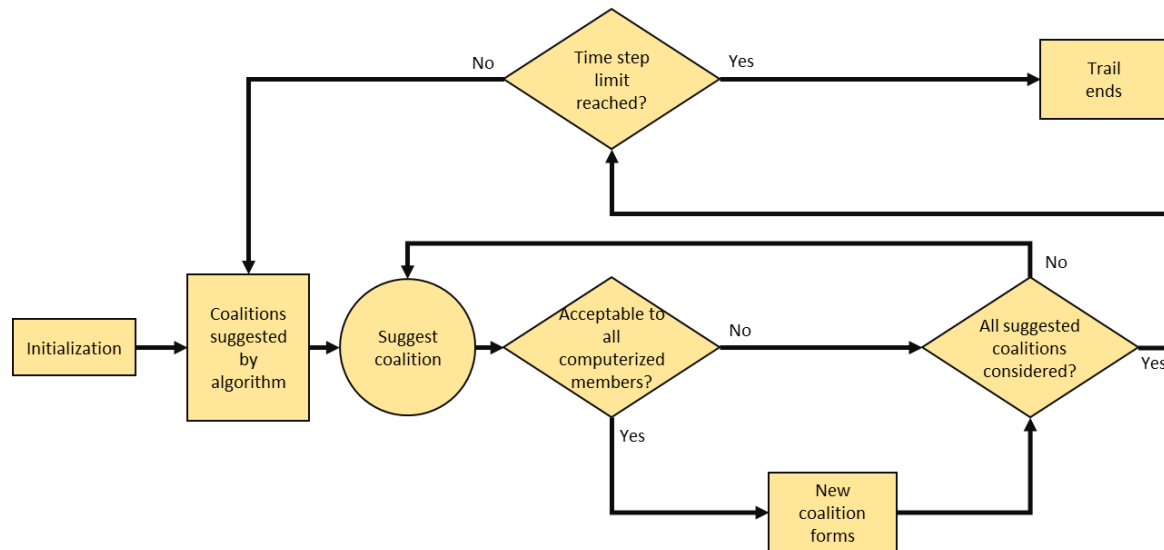 No
Time step
limit
reached?
Yes
Trail
ends
Initialization
Coalitions
suggested
by
algorithm
Suggest
coalition
Acceptable to
all
computerized
members?
No
Yes
New
coalition
forms
No
All suggested
coalitions
considered?
Yes